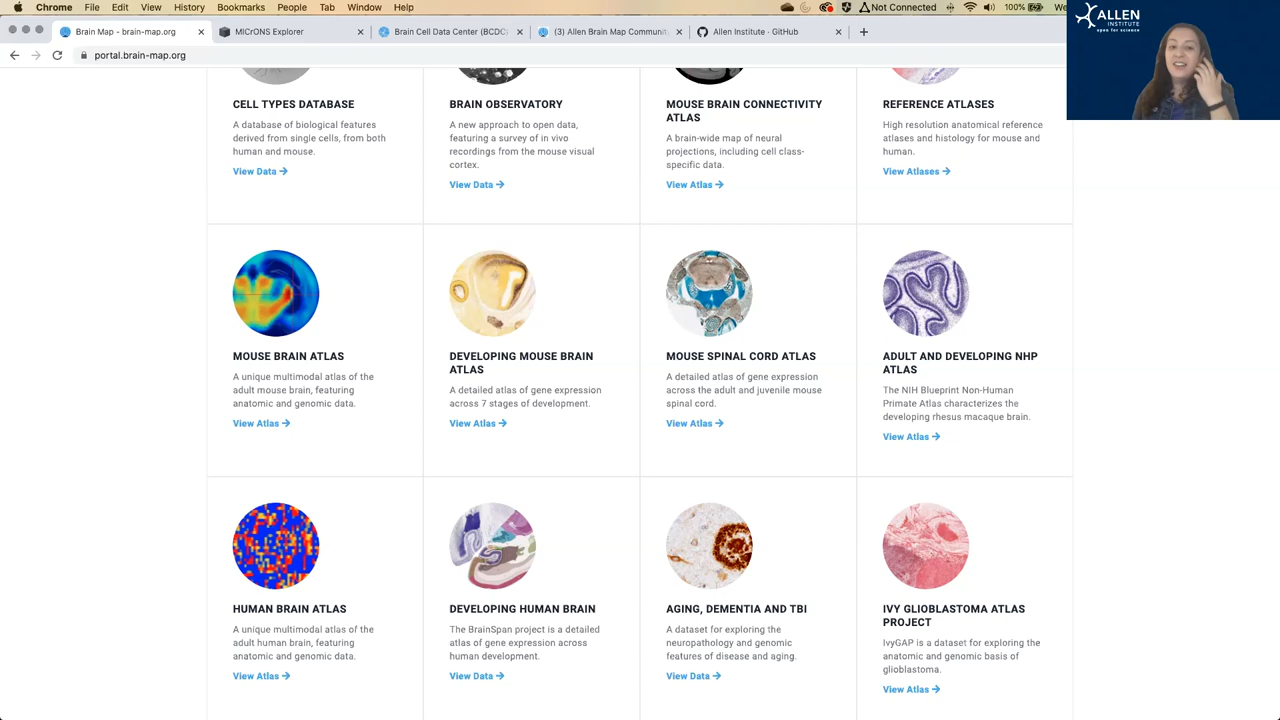 Chrome File Edit View History Bookmarks People Tab Window Help
Not Connected 100% We
Brain Map - brain-map.org
MICrONS Explorer
Brain Cell Data Center (BCDC
(3) Allen Brain Map Communit
Allen Institute · GitHub
portal.brain-map.org
ALLEN
INSTITUTE
open for science
CELL TYPES DATABASE
A database of biological features
derived from single cells, from both
human and mouse.
View Data →
BRAIN OBSERVATORY
A new approach to open data,
featuring a survey of in vivo
recordings from the mouse visual
cortex.
View Data →
MOUSE BRAIN CONNECTIVITY
ATLAS
A brain-wide map of neural
projections, including cell class-
specific data.
View Atlas →
REFERENCE ATLASES
High resolution anatomical reference
atlases and histology for mouse and
human.
View Atlases →
MOUSE BRAIN ATLAS
A unique multimodal atlas of the
adult mouse brain, featuring
anatomic and genomic data.
View Atlas →
DEVELOPING MOUSE BRAIN
ATLAS
A detailed atlas of gene expression
across 7 stages of development.
View Atlas →
MOUSE SPINAL CORD ATLAS
A detailed atlas of gene expression
across the adult and juvenile mouse
spinal cord.
View Atlas →
ADULT AND DEVELOPING NHP
ATLAS
The NIH Blueprint Non-Human
Primate Atlas characterizes the
developing rhesus macaque brain.
View Atlas →
HUMAN BRAIN ATLAS
A unique multimodal atlas of the
adult human brain, featuring
anatomic and genomic data.
View Atlas →
DEVELOPING HUMAN BRAIN
The BrainSpan project is a detailed
atlas of gene expression across
human development.
View Data →
AGING, DEMENTIA AND TBI
A dataset for exploring the
neuropathology and genomic
features of disease and aging.
View Data →
IVY GLIOBLASTOMA ATLAS
PROJECT
IvyGAP is a dataset for exploring the
anatomic and genomic basis of
glioblastoma.
View Atlas →